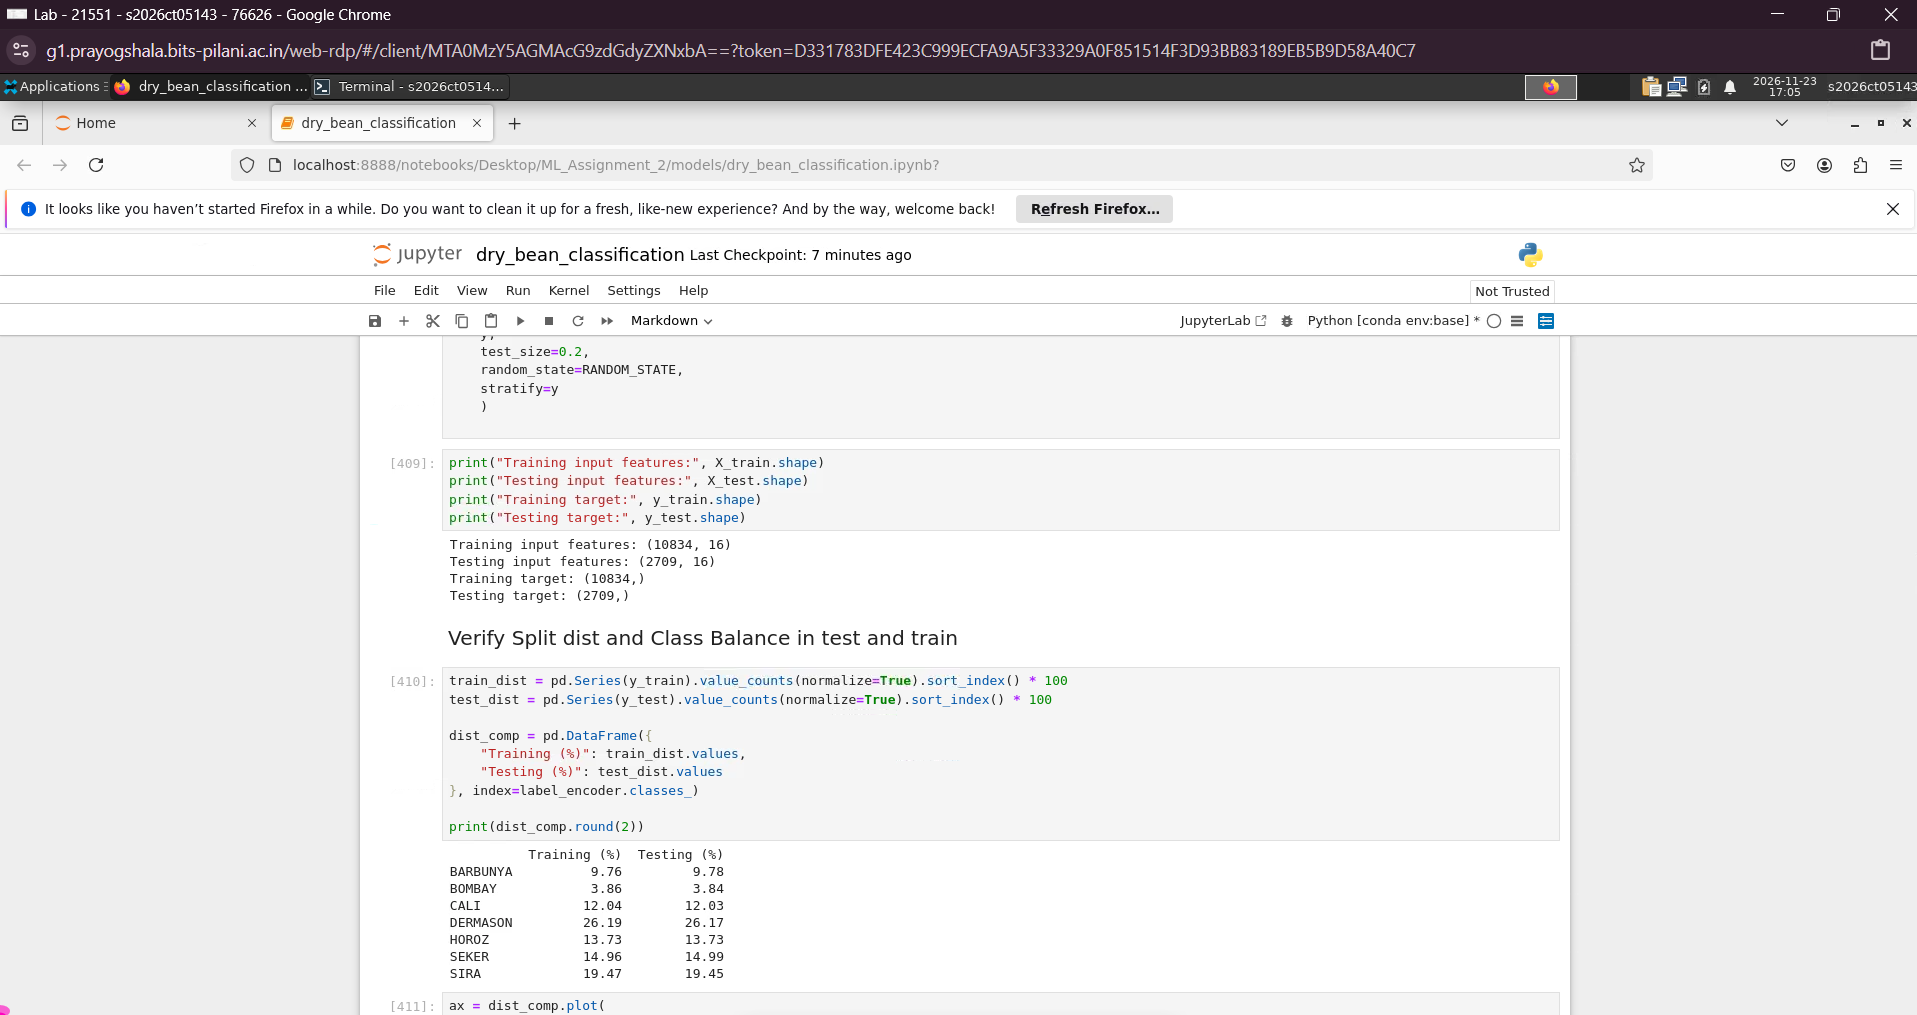 Lab - 21551 - s2026ct05143 - 76626 - Google Chrome
g1.prayogshala.bits-pilani.ac.in/web-rdp/#/client/MTA0MzY5AGMAcG9zdGdyZXNxbA==?token=D331783DFE423C999ECFA9A5F33329A0F851514F3D93BB83189EB5B9D58A40C7
Applications dry_bean_classification ... Terminal - s2026ct0514... 2026-11-23 17:05 s2026ct05143
Home dry_bean_classification
localhost:8888/notebooks/Desktop/ML_Assignment_2/models/dry_bean_classification.ipynb?
It looks like you haven’t started Firefox in a while. Do you want to clean it up for a fresh, like-new experience? And by the way, welcome back! Refresh Firefox...
jupyter dry_bean_classification Last Checkpoint: 7 minutes ago
File Edit View Run Kernel Settings Help Not Trusted
Markdown JupyterLab Python [conda env:base] *
y,
test_size=0.2,
random_state=RANDOM_STATE,
stratify=y
)
[409]: print("Training input features:", X_train.shape)
print("Testing input features:", X_test.shape)
print("Training target:", y_train.shape)
print("Testing target:", y_test.shape)
Training input features: (10834, 16)
Testing input features: (2709, 16)
Training target: (10834,)
Testing target: (2709,)
Verify Split dist and Class Balance in test and train
[410]: train_dist = pd.Series(y_train).value_counts(normalize=True).sort_index() * 100
test_dist = pd.Series(y_test).value_counts(normalize=True).sort_index() * 100
dist_comp = pd.DataFrame({
"Training (%)": train_dist.values,
"Testing (%)": test_dist.values
}, index=label_encoder.classes_)
print(dist_comp.round(2))
Training (%) Testing (%)
BARBUNYA 9.76 9.78
BOMBAY 3.86 3.84
CALI 12.04 12.03
DERMASON 26.19 26.17
HOROZ 13.73 13.73
SEKER 14.96 14.99
SIRA 19.47 19.45
[411]: ax = dist_comp.plot(